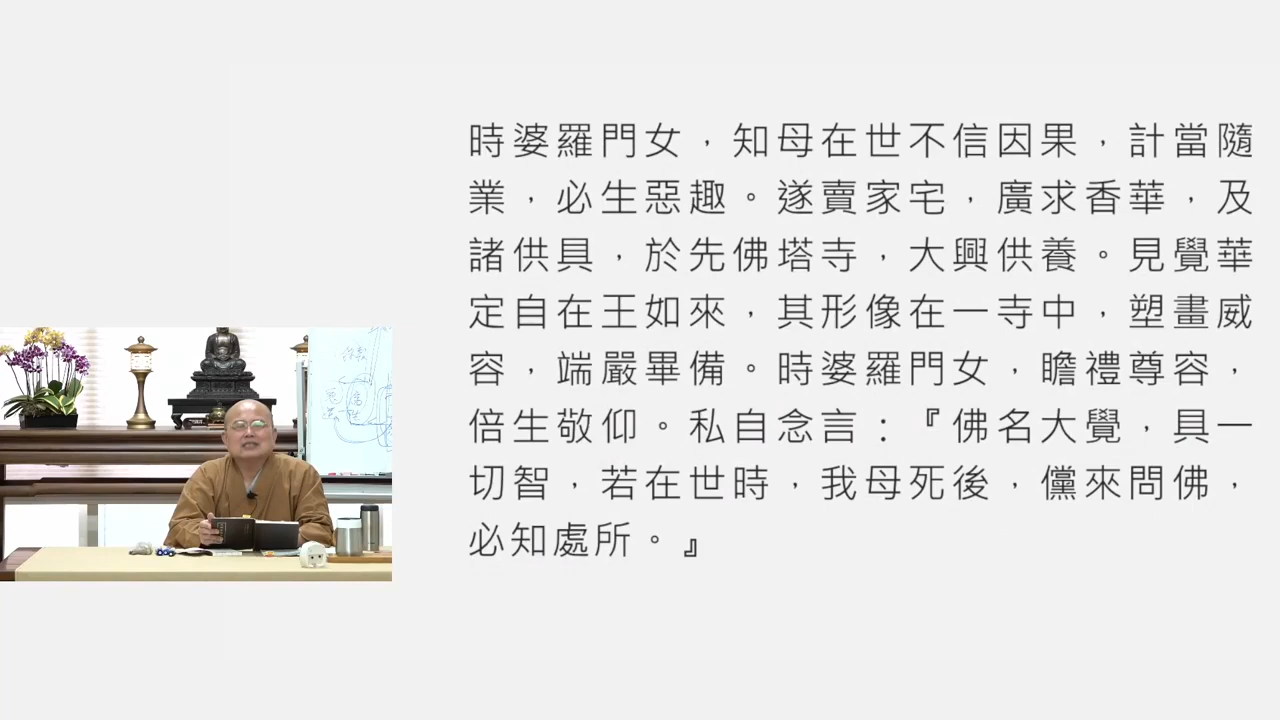 時婆羅門女，知母在世不信因果，計當隨
業，必生惡趣。遂賣家宅，廣求香華，及
諸供具，於先佛塔寺，大興供養。見覺華
定自在王如來，其形像在一寺中，塑畫威
容，端嚴畢備。時婆羅門女，瞻禮尊容，
倍生敬仰。私自念言：『佛名大覺，具一
切智，若在世時，我母死後，儻來問佛，
必知處所。』